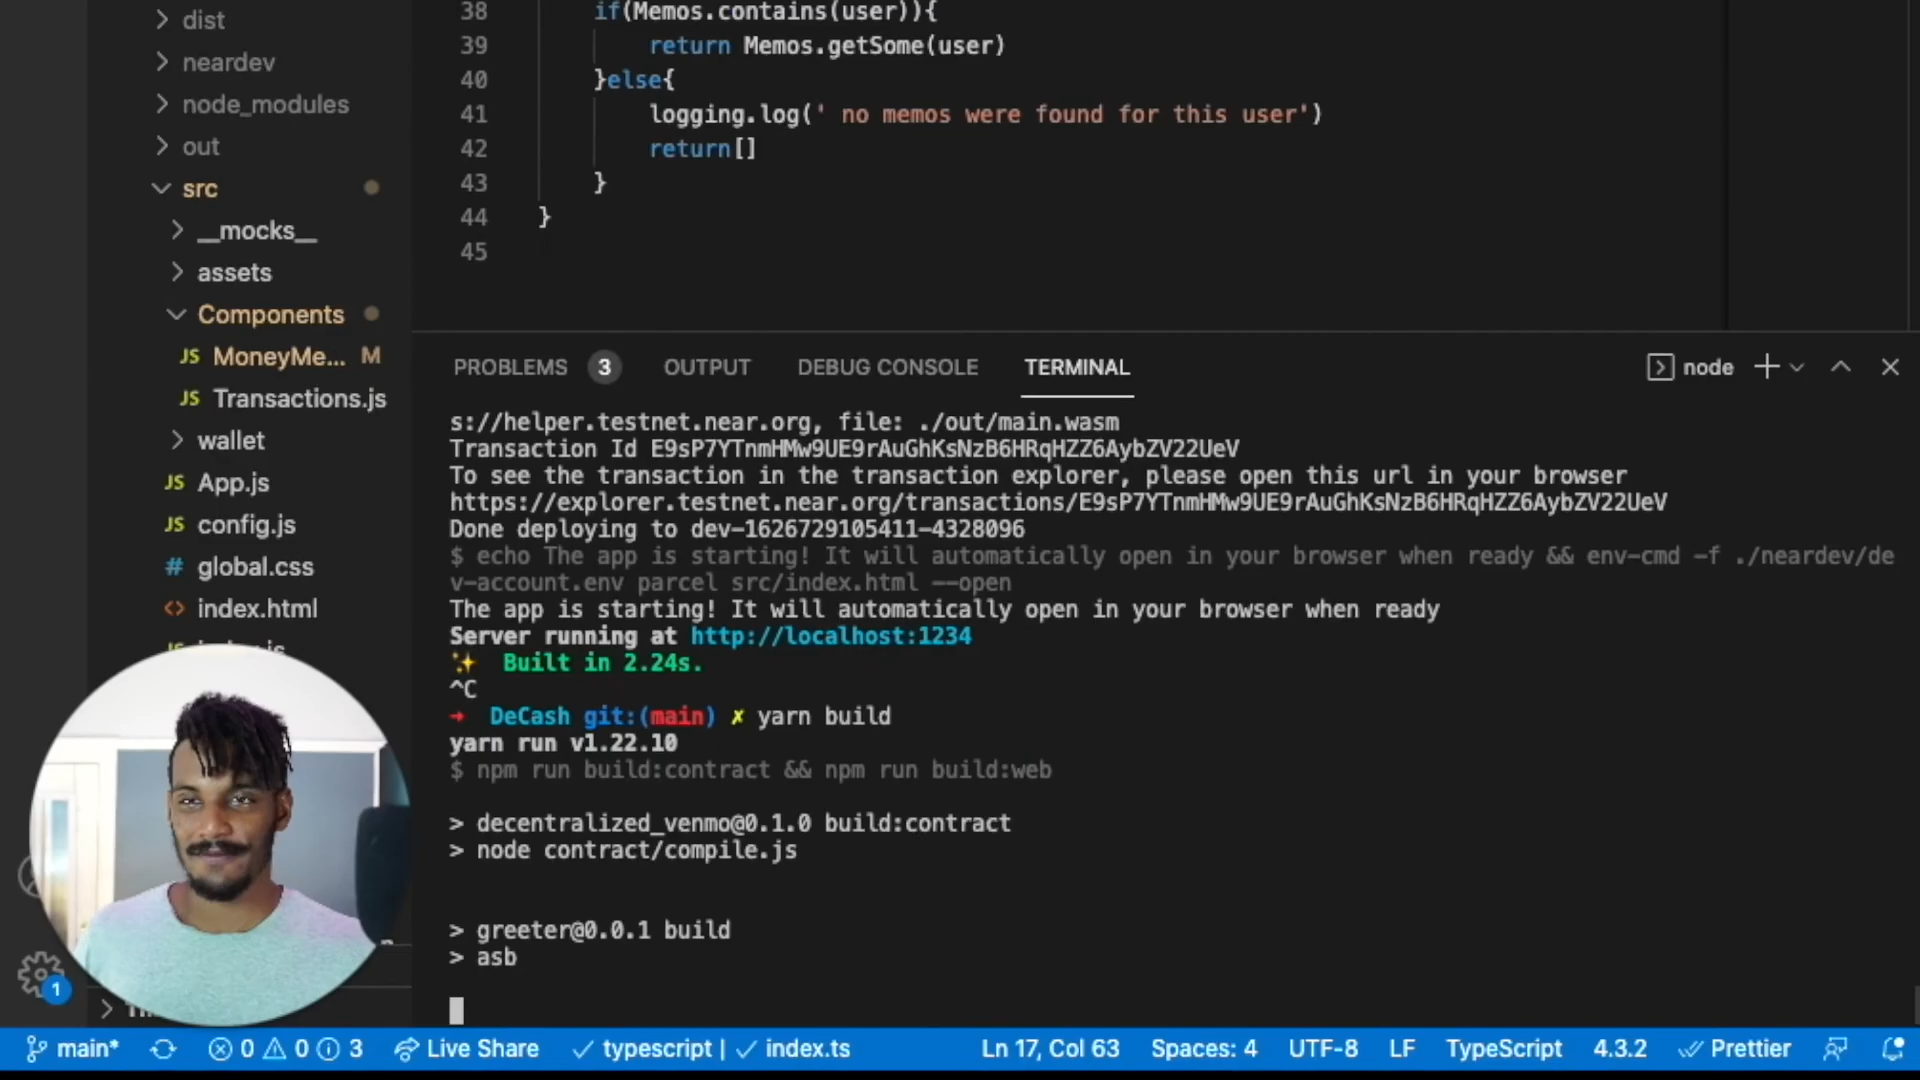 dist
neardev
node_modules
out
src
__mocks__
assets
Components
JS MoneyMe... M
JS Transactions.js
wallet
JS App.js
JS config.js
# global.css
<> index.html
38 if(Memos.contains(user)){
39 return Memos.getSome(user)
40 }else{
41 logging.log(' no memos were found for this user')
42 return[]
43 }
44 }
45
PROBLEMS 3 OUTPUT DEBUG CONSOLE TERMINAL node
s://helper.testnet.near.org, file: ./out/main.wasm
Transaction Id E9sP7YTnmHMw9UE9rAuGhKsNzB6HRqHZZ6AybZV22UeV
To see the transaction in the transaction explorer, please open this url in your browser
https://explorer.testnet.near.org/transactions/E9sP7YTnmHMw9UE9rAuGhKsNzB6HRqHZZ6AybZV22UeV
Done deploying to dev-1626729105411-4328096
$ echo The app is starting! It will automatically open in your browser when ready && env-cmd -f ./neardev/de
v-account.env parcel src/index.html --open
The app is starting! It will automatically open in your browser when ready
Server running at http://localhost:1234
✨ Built in 2.24s.
^C
→ DeCash git:(main) ✗ yarn build
yarn run v1.22.10
$ npm run build:contract && npm run build:web
> decentralized_venmo@0.1.0 build:contract
> node contract/compile.js
> greeter@0.0.1 build
> asb
1
main* 0 0 3 Live Share ✓ typescript | ✓ index.ts Ln 17, Col 63 Spaces: 4 UTF-8 LF TypeScript 4.3.2 Prettier